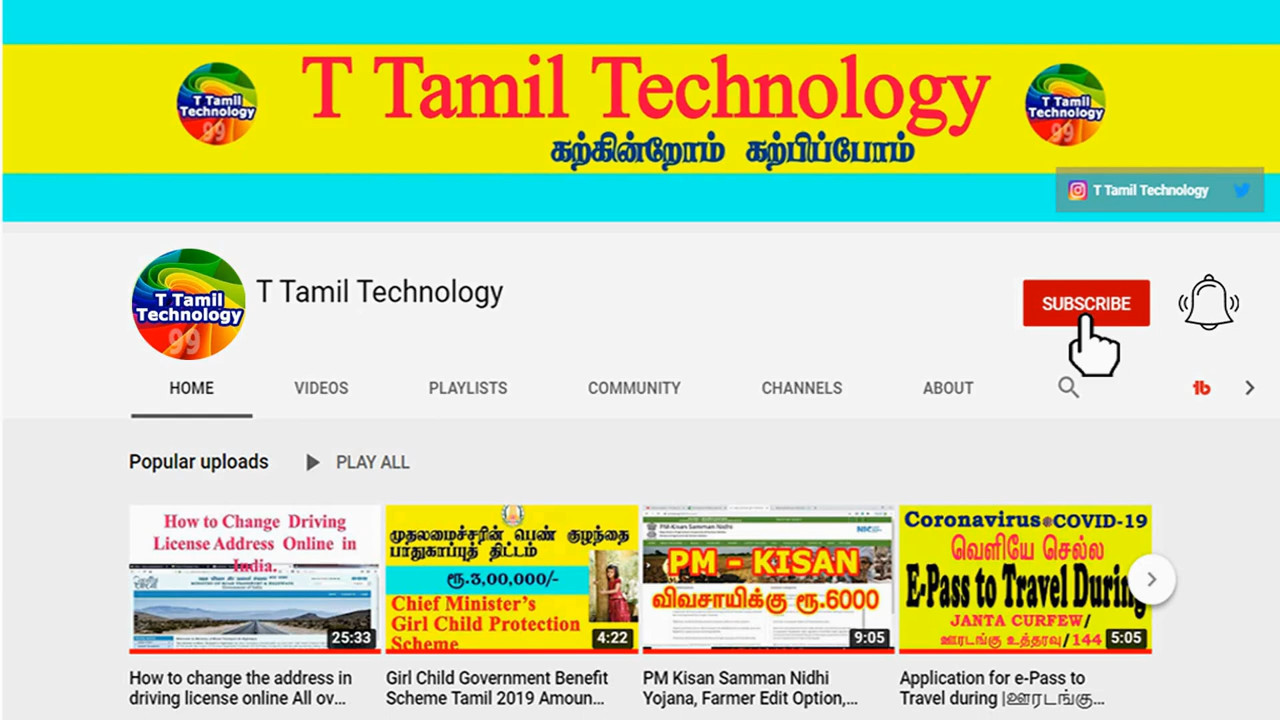 T Tamil Technology
கற்கின்றோம் கற்பிப்போம்
T Tamil
Technology
99
T Tamil
Technology
99
T Tamil Technology
T Tamil
Technology
99
T Tamil Technology
SUBSCRIBE
HOME VIDEOS PLAYLISTS COMMUNITY CHANNELS ABOUT
Popular uploads PLAY ALL
How to Change Driving
License Address Online in
India.
25:33
முதலமைச்சரின் பெண் குழந்தை
பாதுகாப்புத் திட்டம்
ரூ.3,00,000/-
Chief Minister's
Girl Child Protection
Scheme
4:22
PM Kisan Samman Nidhi
PM - KISAN
விவசாயிக்கு ரூ.6000
9:05
Coronavirus COVID-19
வெளியே செல்ல
E-Pass to Travel During
JANTA CURFEW/
ஊரடங்கு உத்தரவு/144
5:05
How to change the address in
driving license online All ov...
Girl Child Government Benefit
Scheme Tamil 2019 Amoun...
PM Kisan Samman Nidhi
Yojana, Farmer Edit Option,...
Application for e-Pass to
Travel during |ஊரடங்கு...